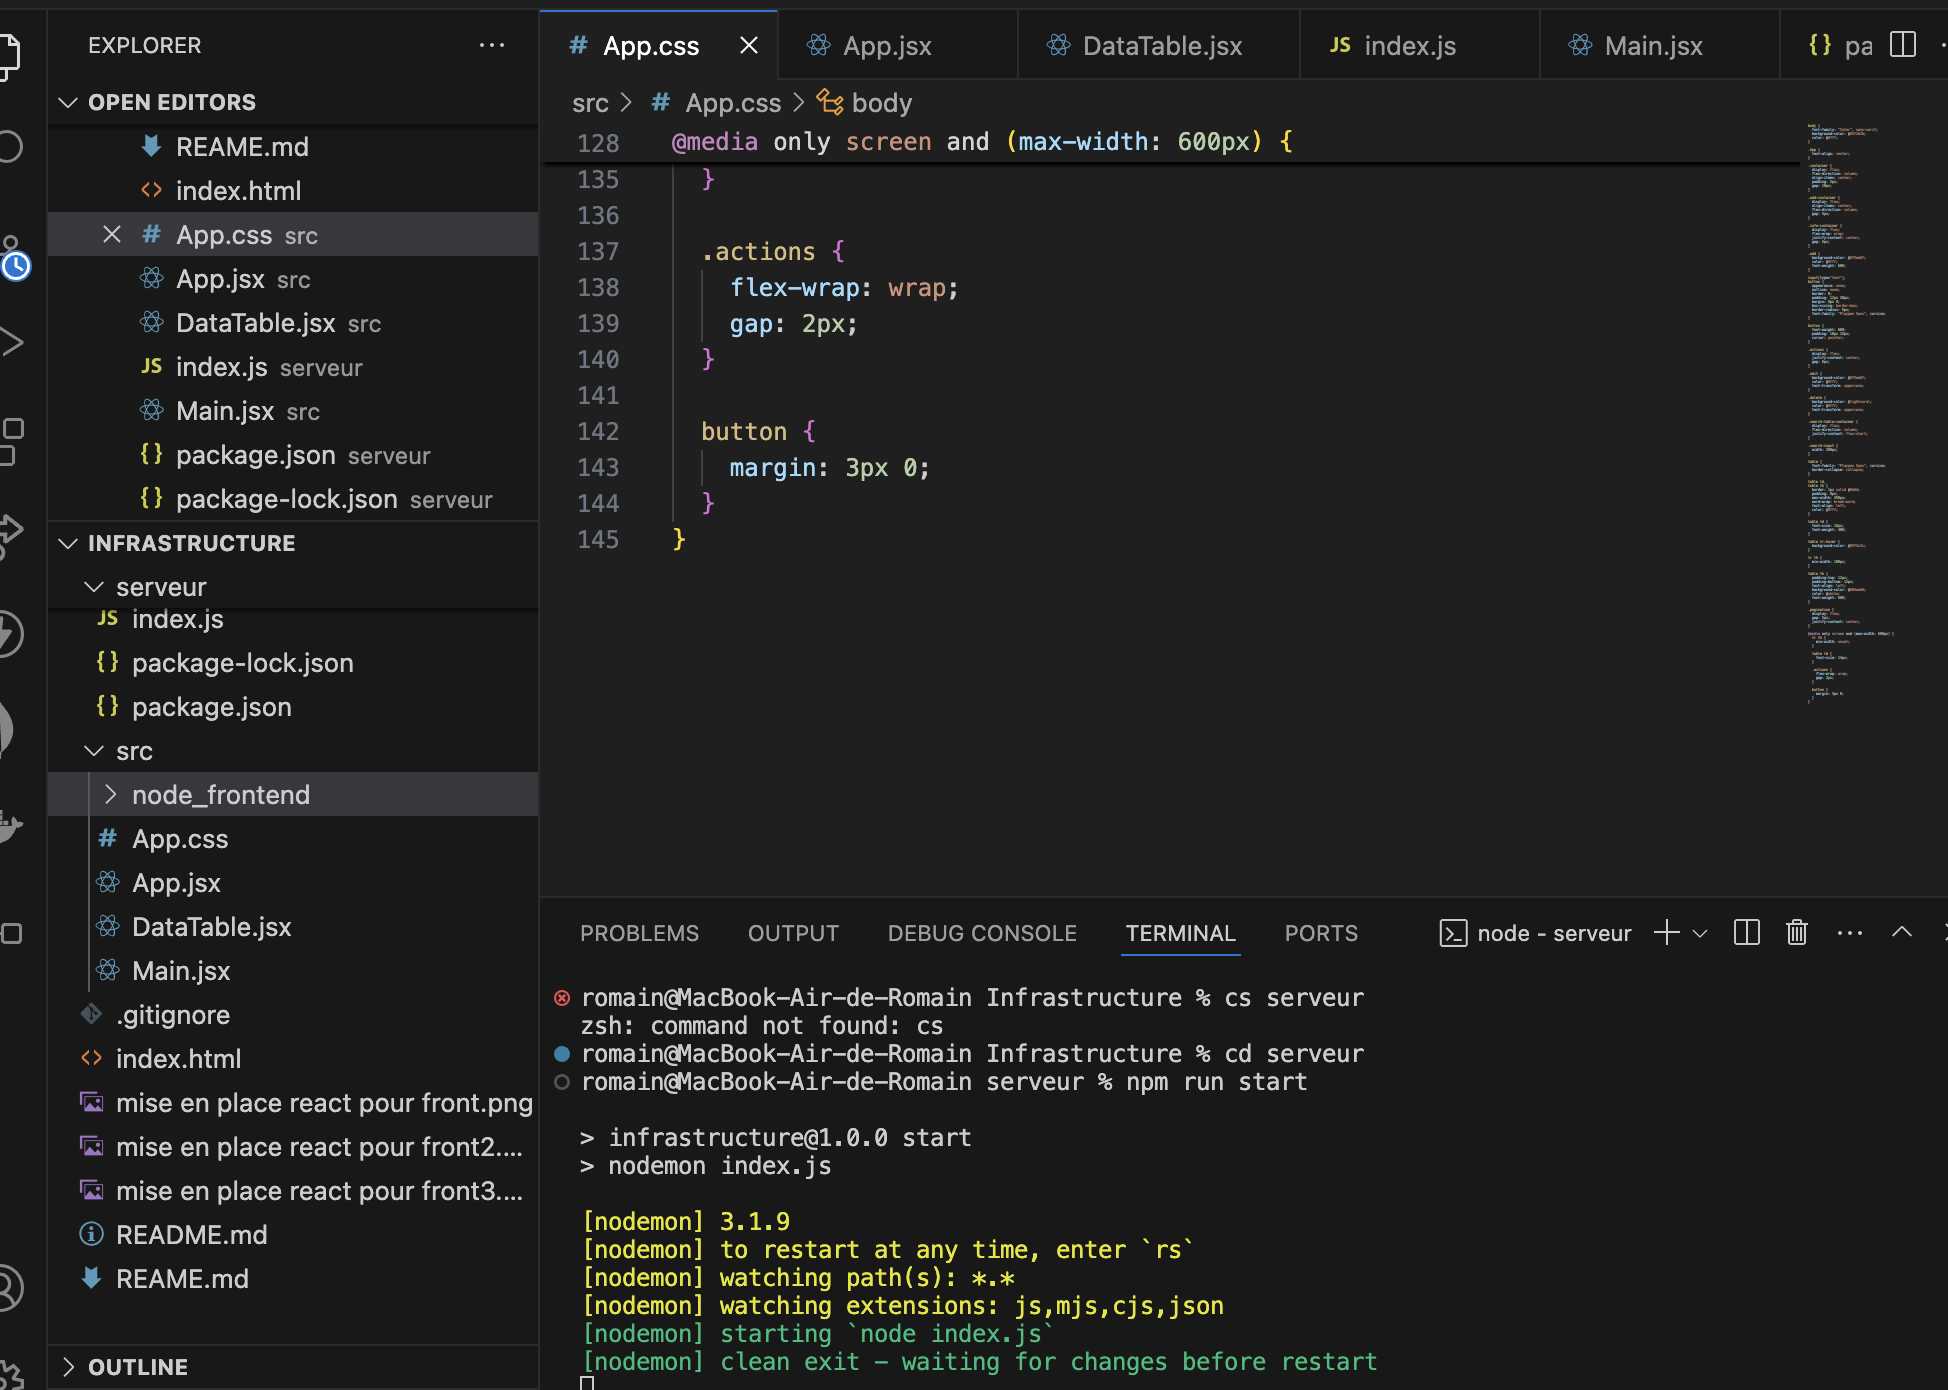 EXPLORER
OPEN EDITORS
REAME.md
index.html
App.css src
App.jsx src
DataTable.jsx src
index.js serveur
Main.jsx src
package.json serveur
package-lock.json serveur
INFRASTRUCTURE
serveur
index.js
package-lock.json
package.json
src
node_frontend
App.css
App.jsx
DataTable.jsx
Main.jsx
.gitignore
index.html
mise en place react pour front.png
mise en place react pour front2....
mise en place react pour front3....
README.md
REAME.md
OUTLINE
App.css App.jsx DataTable.jsx index.js Main.jsx pa
src > App.css > body
128 @media only screen and (max-width: 600px) {
135 }
136
137 .actions {
138 flex-wrap: wrap;
139 gap: 2px;
140 }
141
142 button {
143 margin: 3px 0;
144 }
145 }
PROBLEMS OUTPUT DEBUG CONSOLE TERMINAL PORTS node - serveur
romain@MacBook-Air-de-Romain Infrastructure % cs serveur
zsh: command not found: cs
romain@MacBook-Air-de-Romain Infrastructure % cd serveur
romain@MacBook-Air-de-Romain serveur % npm run start
> infrastructure@1.0.0 start
> nodemon index.js
[nodemon] 3.1.9
[nodemon] to restart at any time, enter `rs`
[nodemon] watching path(s): *.*
[nodemon] watching extensions: js,mjs,cjs,json
[nodemon] starting `node index.js`
[nodemon] clean exit - waiting for changes before restart